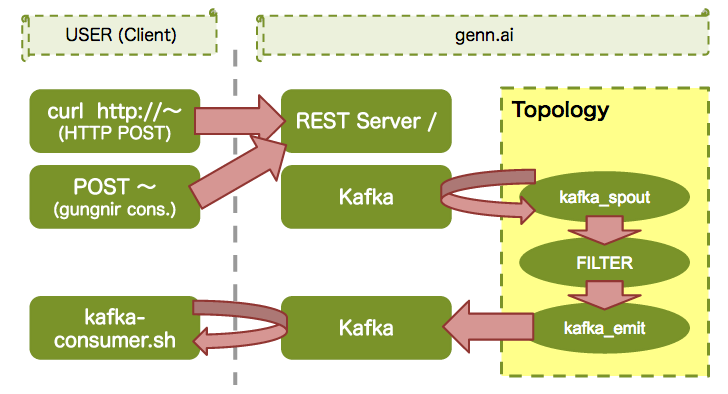 USER (Client)
genn.ai
curl http://～
(HTTP POST)
REST Server /
Topology
POST ～
(gungnir cons.)
Kafka
kafka_spout
FILTER
kafka-
consumer.sh
Kafka
kafka_emit